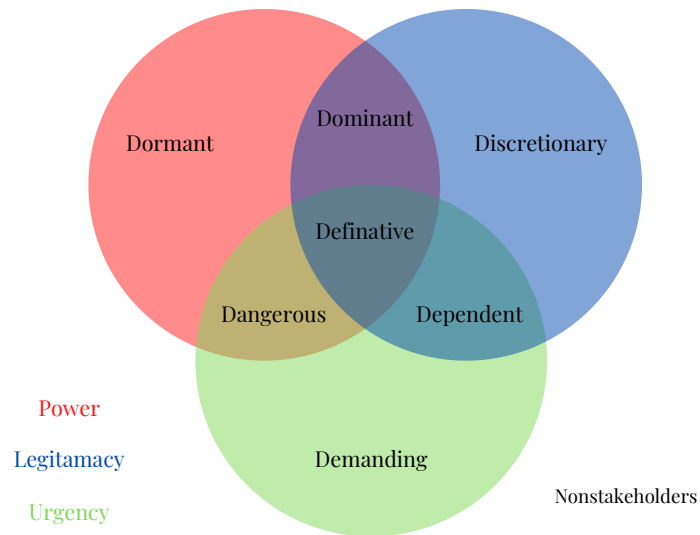 Dominant
Dormant
Discretionary
Definative
Dangerous
Dependent
Power
Legitamacy
Demanding
Nonstakeholders
Urgency